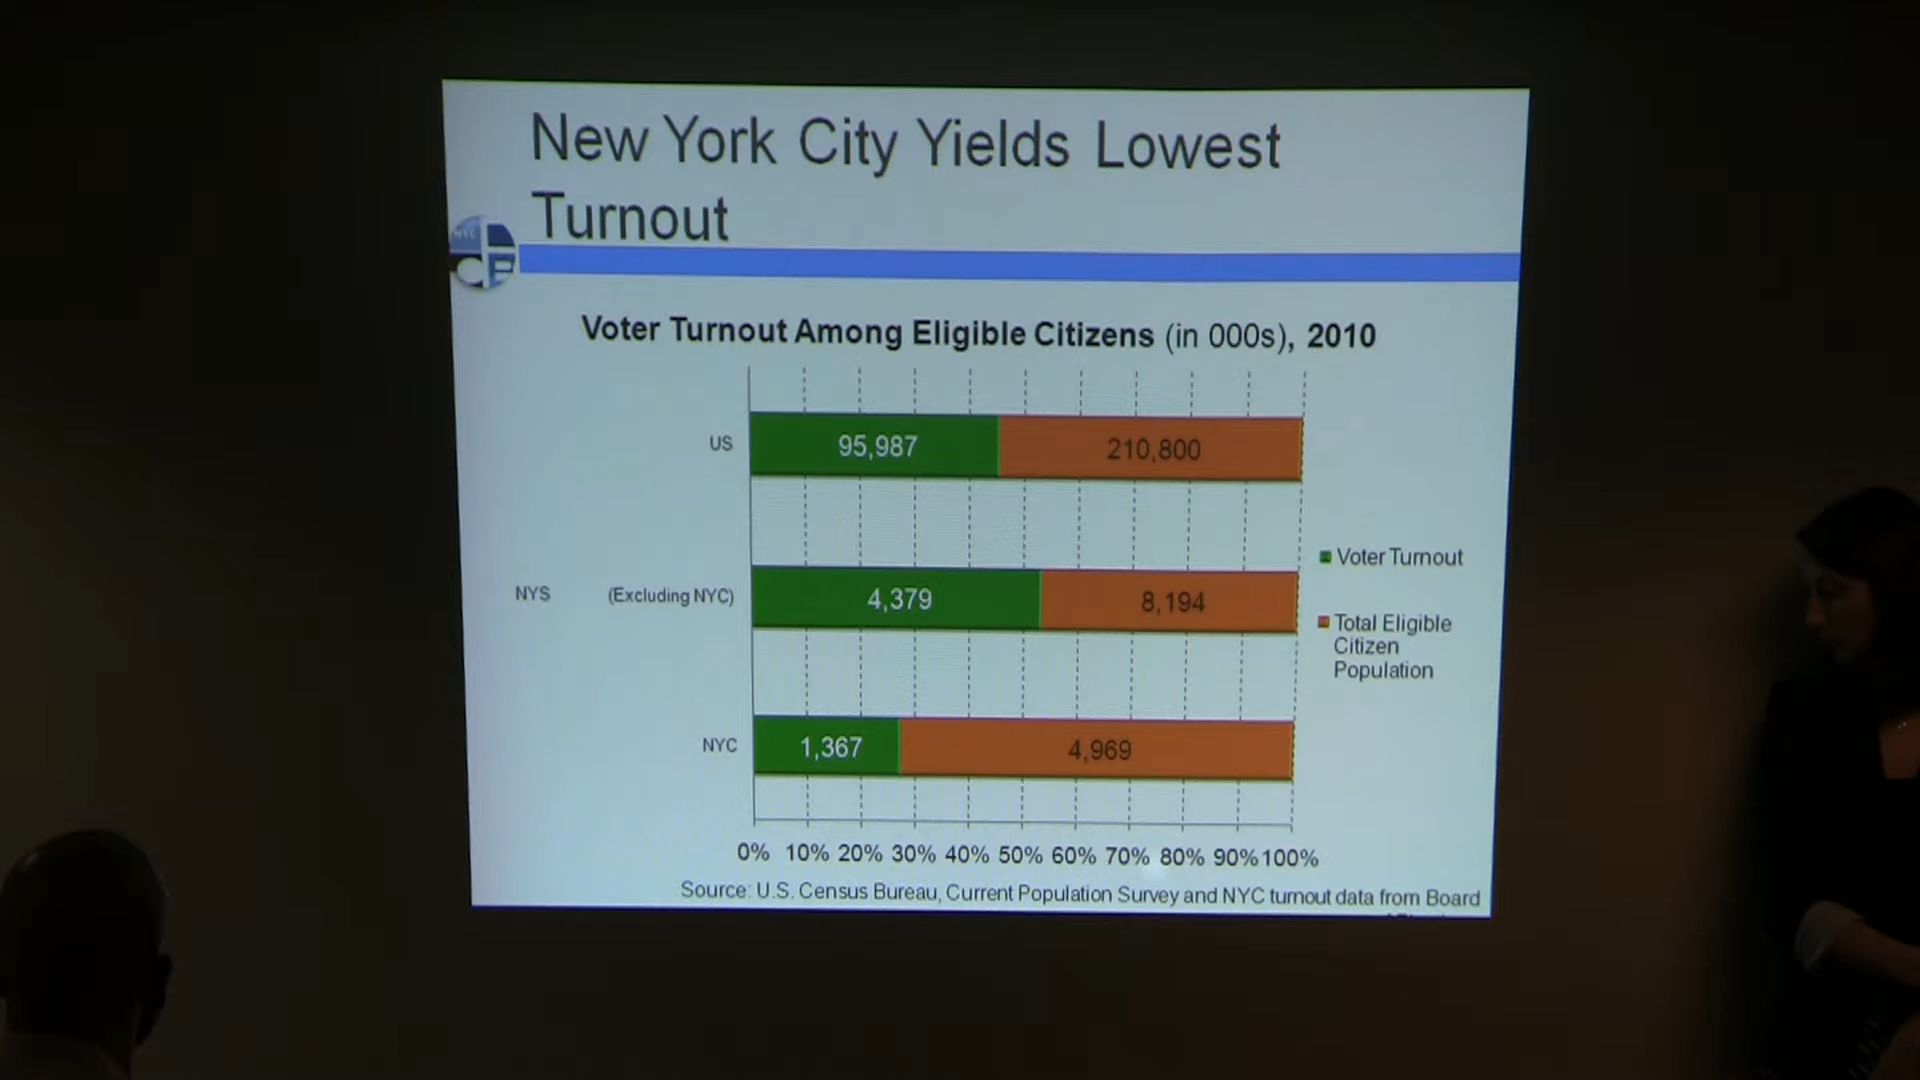 New York City Yields Lowest
Turnout
NYC
Voter Turnout Among Eligible Citizens (in 000s), 2010
US 95,987 210,800
NYS (Excluding NYC) 4,379 8,194
NYC 1,367 4,969
Voter Turnout
Total Eligible
Citizen
Population
0% 10% 20% 30% 40% 50% 60% 70% 80% 90% 100%
Source: U.S. Census Bureau, Current Population Survey and NYC turnout data from Board